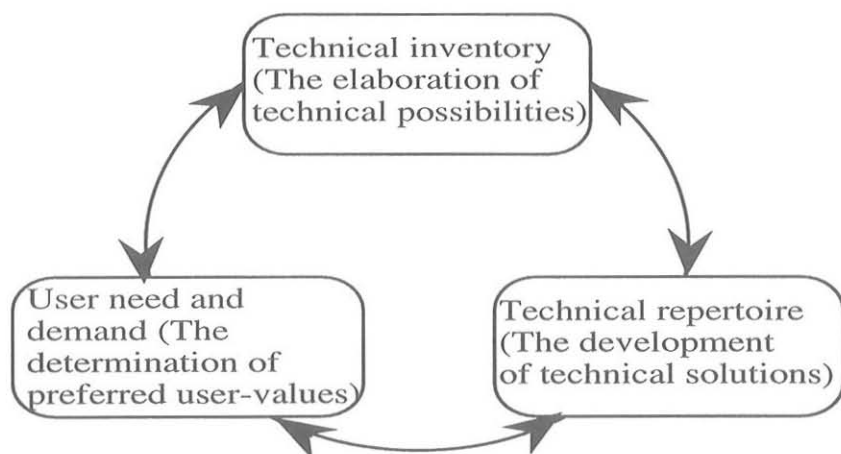 Technical inventory
(The elaboration of
technical possibilities)
User need and
demand (The
determination of
preferred user-values)
Technical repertoire
(The development
of technical solutions)